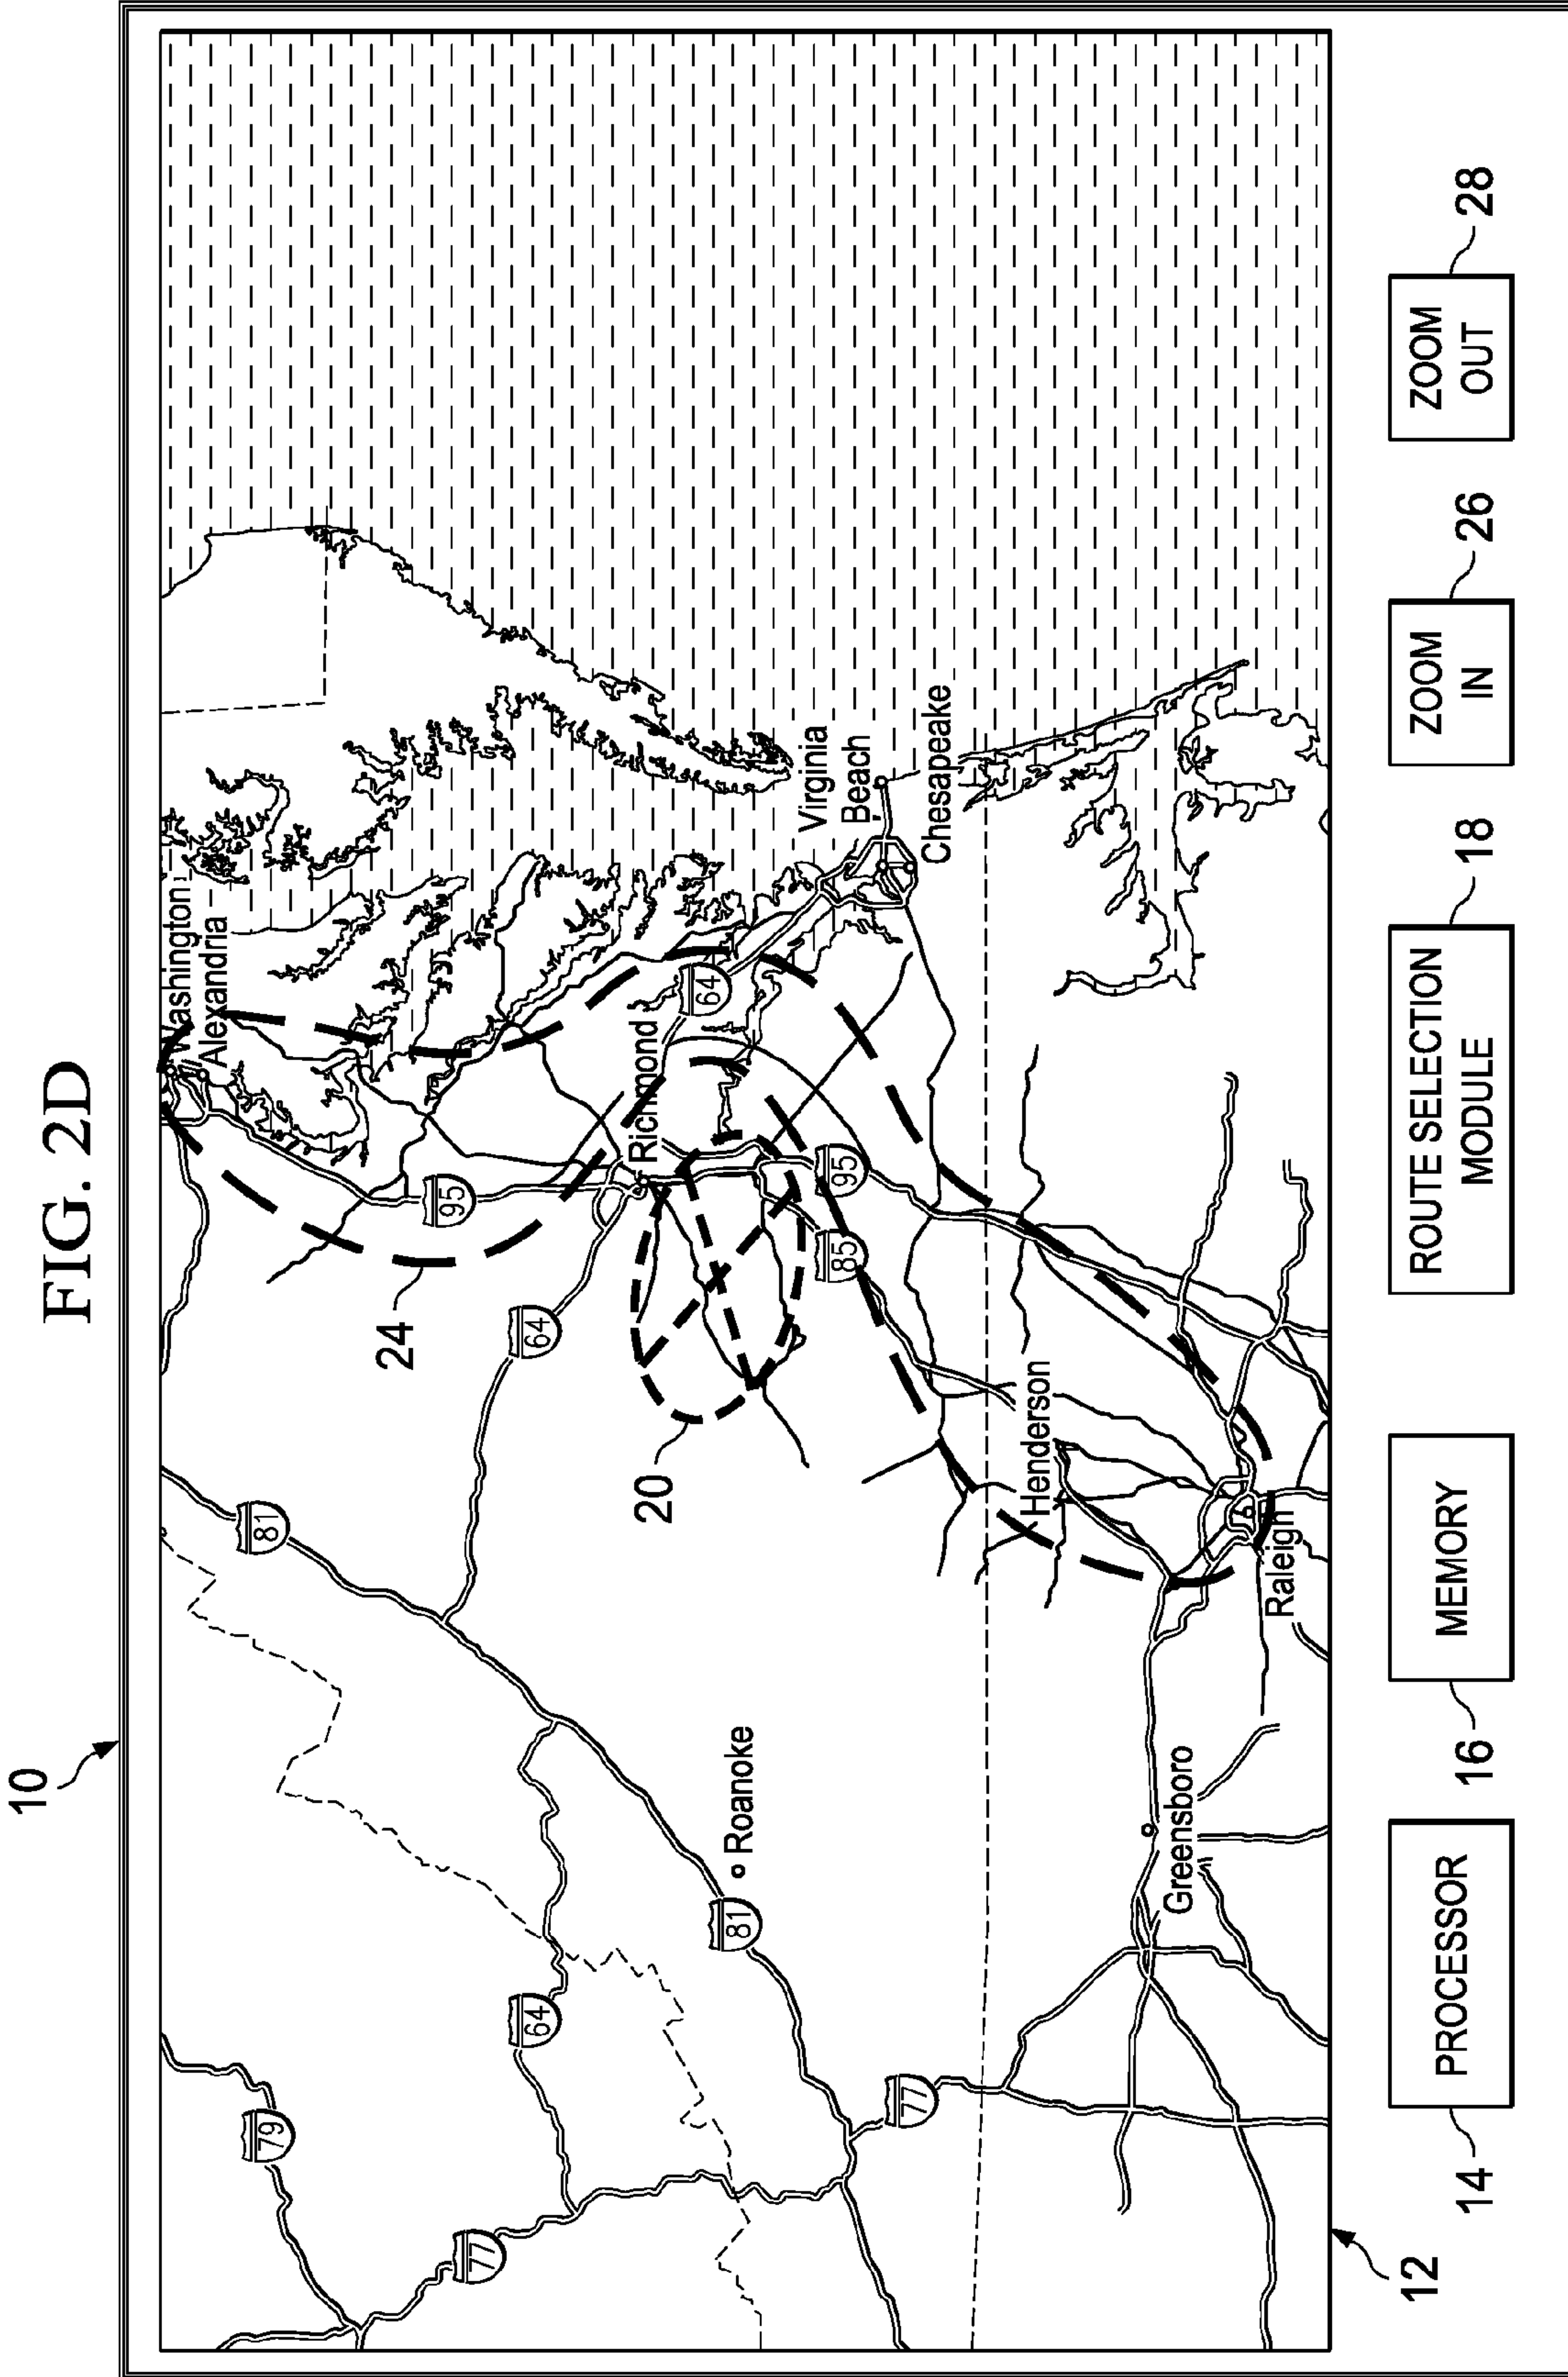 FIG. 2D
10
Washington
Alexandria
79
81
95
24
77
64
64
Richmond
64
20
Roanoke
81
85
95
Virginia
Beach
Chesapeake
77
Henderson
Greensboro
Raleigh
12
PROCESSOR
14
MEMORY
16
ROUTE SELECTION
MODULE
18
ZOOM
IN
26
ZOOM
OUT
28